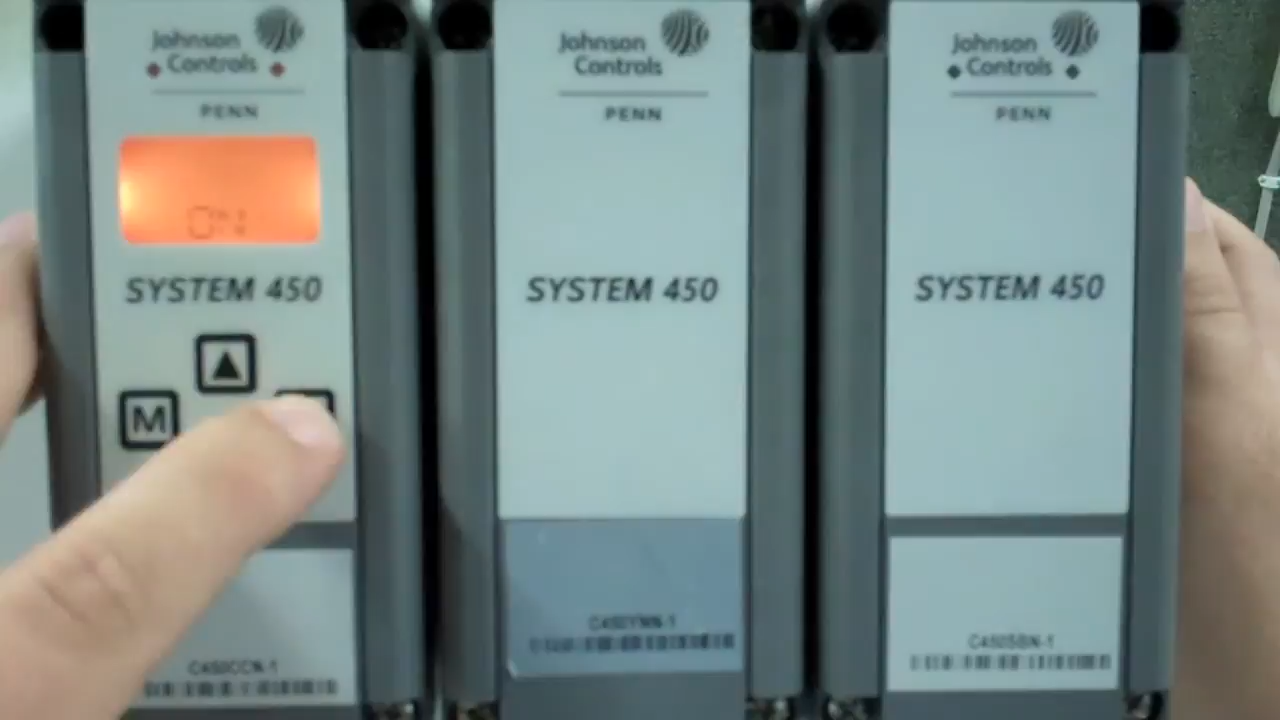 Johnson
Controls
PENN
SYSTEM 450
M
C450CCN-1
Johnson
Controls
PENN
SYSTEM 450
C450YNN-1
Johnson
Controls
PENN
SYSTEM 450
C450SBN-1